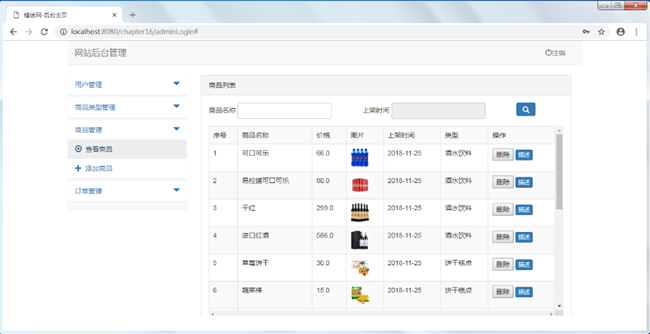 橦锁网-后台主页
localhost:8080/chapter16/adminLogin#
网站后台管理
注销
用户管理
商品类型管理
商品管理
查看商品
添加商品
订单管理
商品列表
商品名称 上架时间
序号 商品名称 价格 图片 上架时间 类型 操作
1 可口可乐 66.0 2018-11-25 酒水饮料 删除 描述
2 易拉罐可口可乐 80.0 2018-11-25 酒水饮料 删除 描述
3 干红 299.0 2018-11-25 酒水饮料 删除 描述
4 进口红酒 586.0 2018-11-25 酒水饮料 删除 描述
5 草莓饼干 30.0 2018-11-25 饼干糕点 删除 描述
6 蔬菜棒 15.0 2018-11-25 饼干糕点 删除 描述